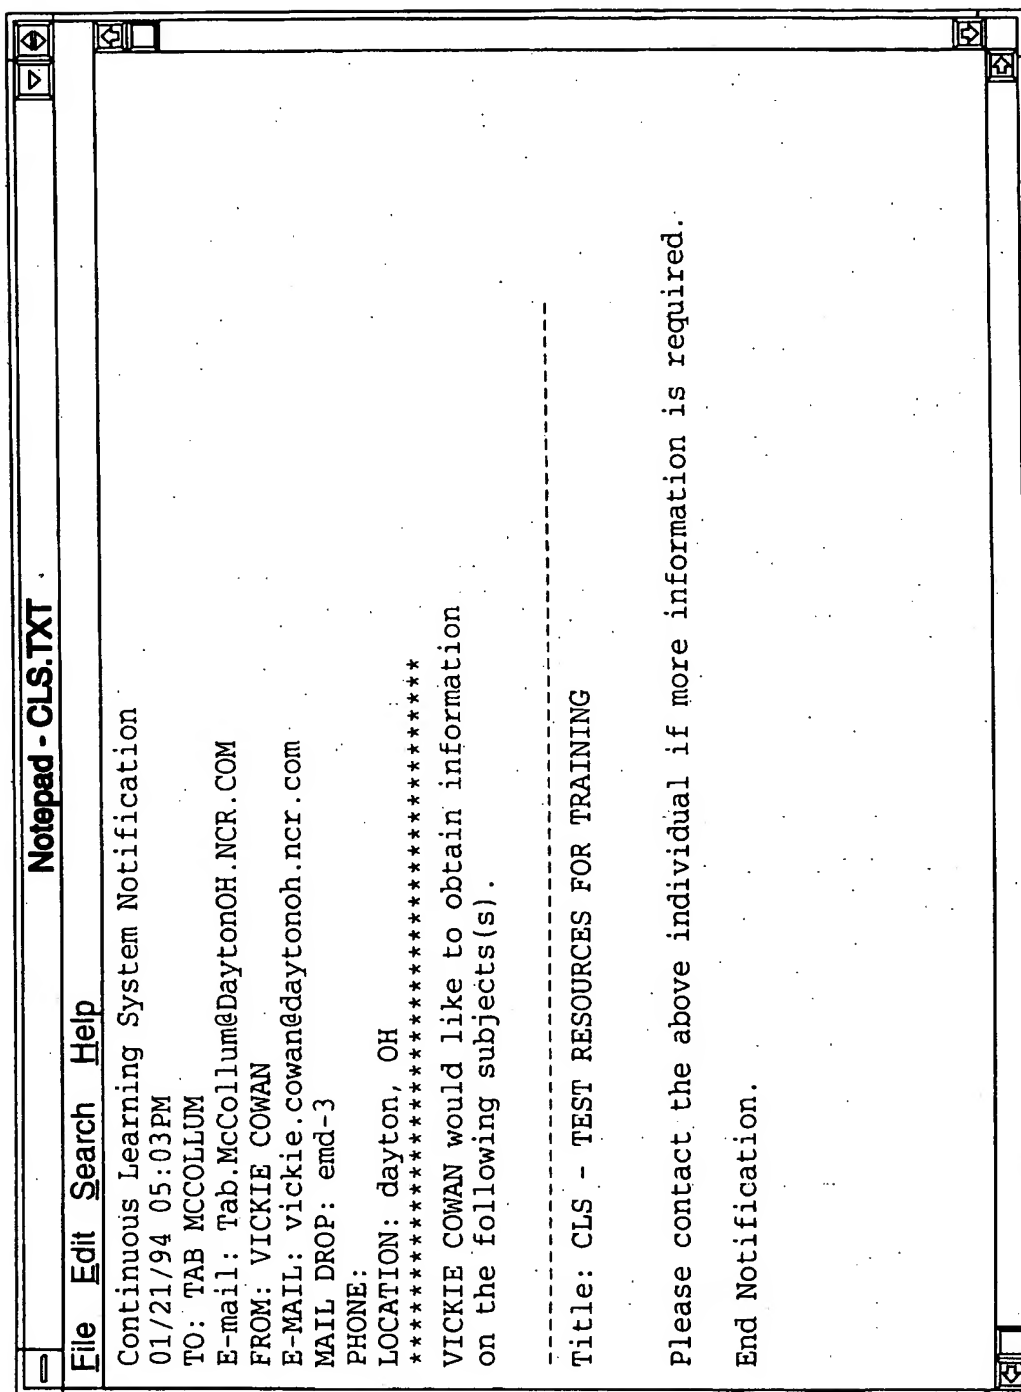 Notepad - CLS.TXT
File Edit Search Help
Continuous Learning System Notification
01/21/94 05:03PM
TO: TAB MCCOLLUM
E-mail: Tab.McCollum@DaytonOH.NCR.COM
FROM: VICKIE COWAN
E-MAIL: vickie.cowan@daytonoh.ncr.com
MAIL DROP: emd-3
PHONE:
LOCATION: dayton, OH
******************************************
VICKIE COWAN would like to obtain information
on the following subjects(s).
----------------------------------------------------------------
Title: CLS - TEST RESOURCES FOR TRAINING
Please contact the above individual if more information is required.
End Notification.